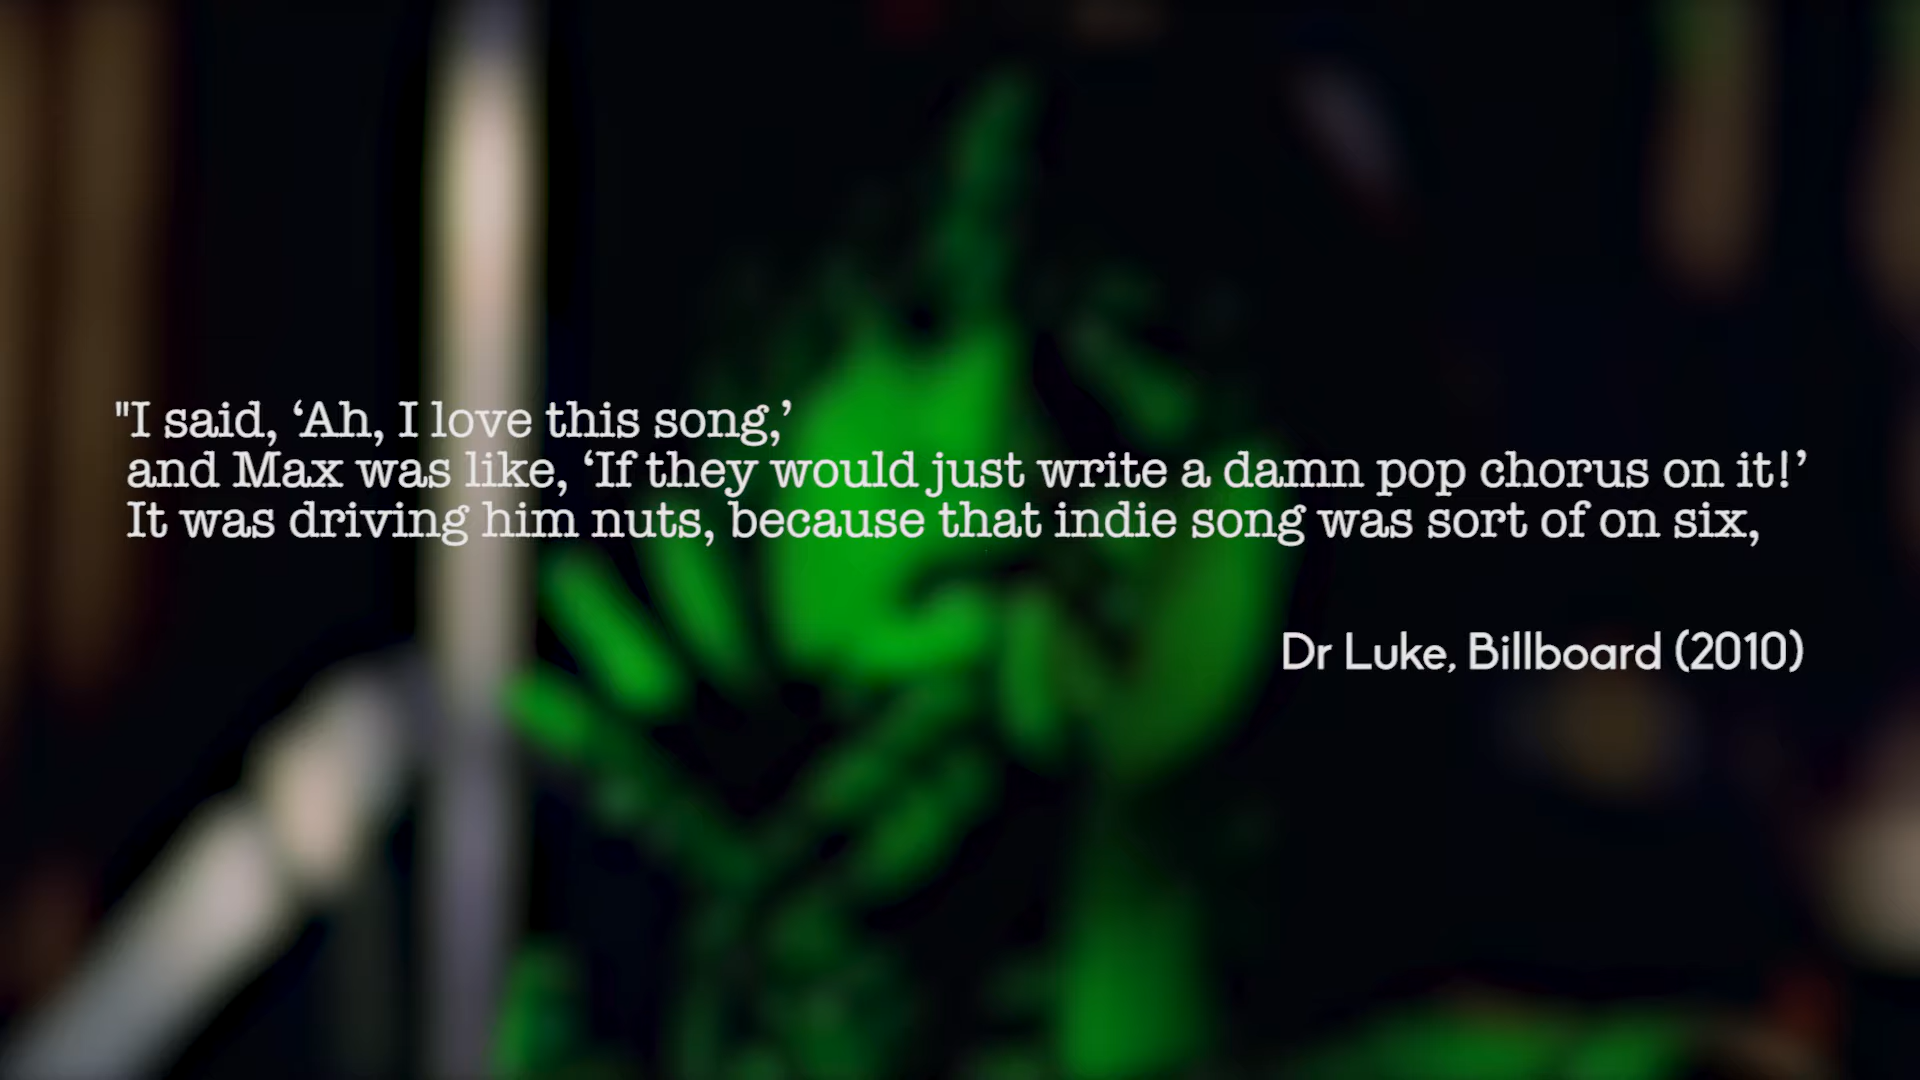 "I said, ‘Ah, I love this song,’
and Max was like, ‘If they would just write a damn pop chorus on it!’
It was driving him nuts, because that indie song was sort of on six,
Dr Luke, Billboard (2010)